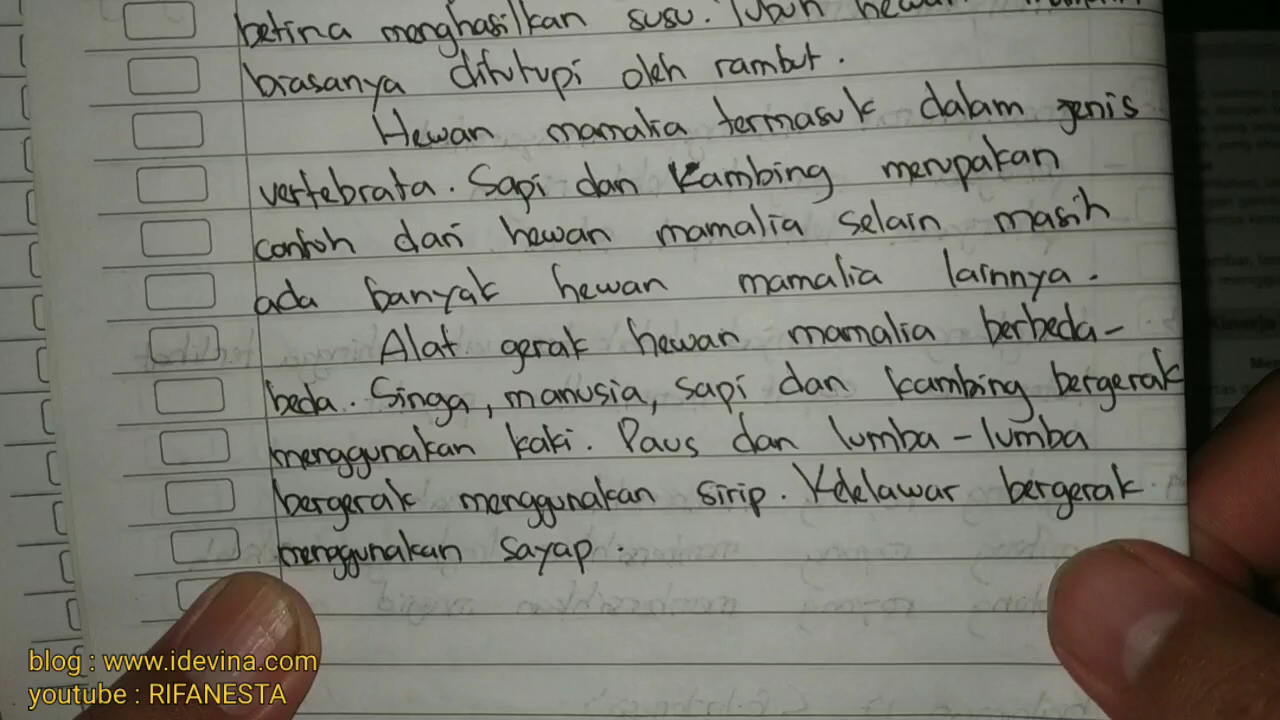 betina menghasilkan susu. Tubuh hewan
biasanya ditutupi oleh rambut.
Hewan mamalia termasuk dalam jenis
vertebrata. Sapi dan kambing merupakan
contoh dari hewan mamalia selain masih
ada banyak hewan mamalia lainnya.
Alat gerak hewan mamalia berbeda-
beda. Singa, manusia, sapi dan kambing bergerak
menggunakan kaki. Paus dan lumba-lumba
bergerak menggunakan sirip. Kelelawar bergerak
menggunakan sayap.
blog : www.idevina.com
youtube : RIFANESTA